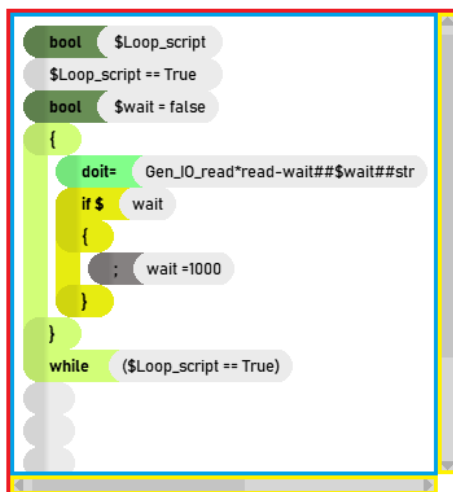 bool $Loop_script
$Loop_script == True
bool $wait = false
{
doit= Gen_IO_read*read-wait##$wait##str
if $ wait
{
; wait =1000
}
}
while ($Loop_script == True)